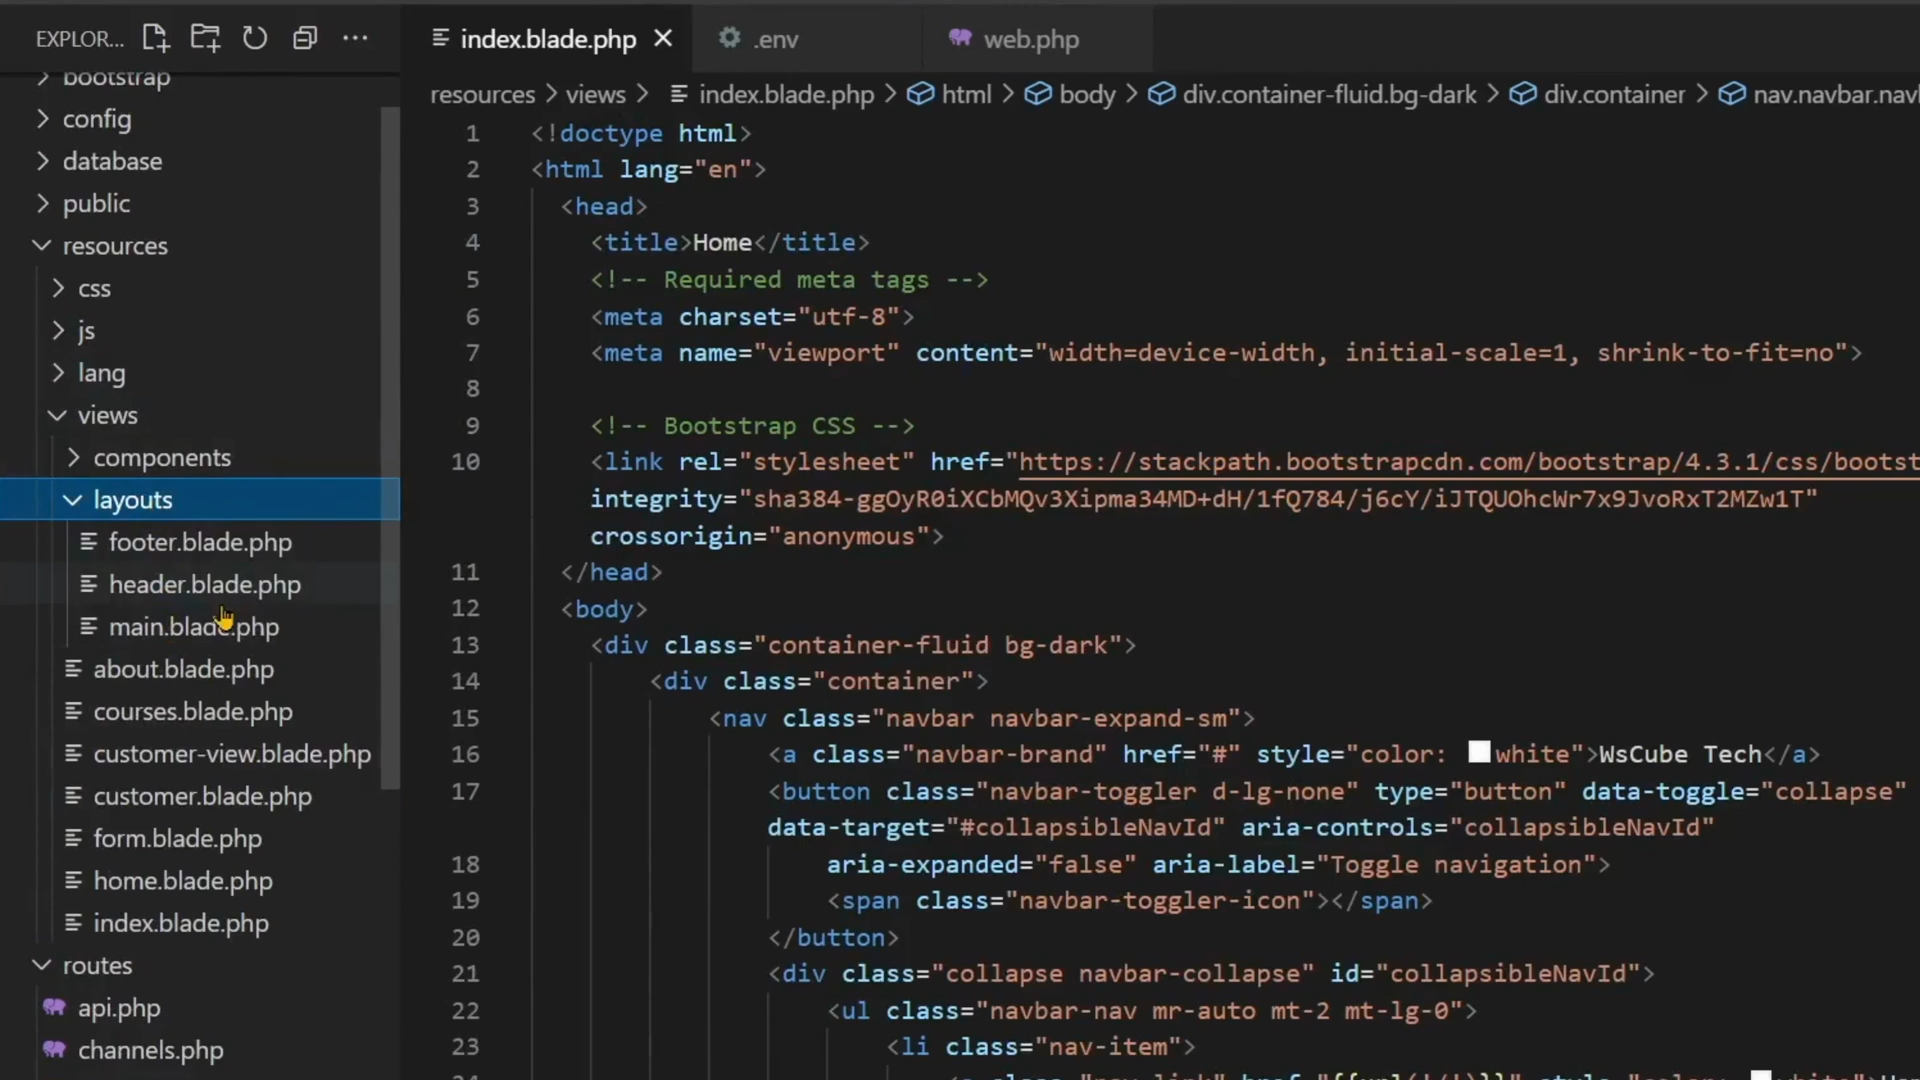 EXPLOR...
bootstrap
config
database
public
resources
css
js
lang
views
components
layouts
footer.blade.php
header.blade.php
main.blade.php
about.blade.php
courses.blade.php
customer-view.blade.php
customer.blade.php
form.blade.php
home.blade.php
index.blade.php
routes
api.php
channels.php
index.blade.php .env web.php
resources > views > index.blade.php > html > body > div.container-fluid.bg-dark > div.container > nav.navbar.navl
1 <!doctype html>
2 <html lang="en">
3 <head>
4 <title>Home</title>
5 <!-- Required meta tags -->
6 <meta charset="utf-8">
7 <meta name="viewport" content="width=device-width, initial-scale=1, shrink-to-fit=no">
8
9 <!-- Bootstrap CSS -->
10 <link rel="stylesheet" href="https://stackpath.bootstrapcdn.com/bootstrap/4.3.1/css/bootst
integrity="sha384-ggOyR0iXCbMQv3Xipma34MD+dH/1fQ784/j6cY/iJTQUOhcWr7x9JvoRxT2MZw1T"
crossorigin="anonymous">
11 </head>
12 <body>
13 <div class="container-fluid bg-dark">
14 <div class="container">
15 <nav class="navbar navbar-expand-sm">
16 <a class="navbar-brand" href="#" style="color: white">WsCube Tech</a>
17 <button class="navbar-toggler d-lg-none" type="button" data-toggle="collapse"
data-target="#collapsibleNavId" aria-controls="collapsibleNavId"
18 aria-expanded="false" aria-label="Toggle navigation">
19 <span class="navbar-toggler-icon"></span>
20 </button>
21 <div class="collapse navbar-collapse" id="collapsibleNavId">
22 <ul class="navbar-nav mr-auto mt-2 mt-lg-0">
23 <li class="nav-item">